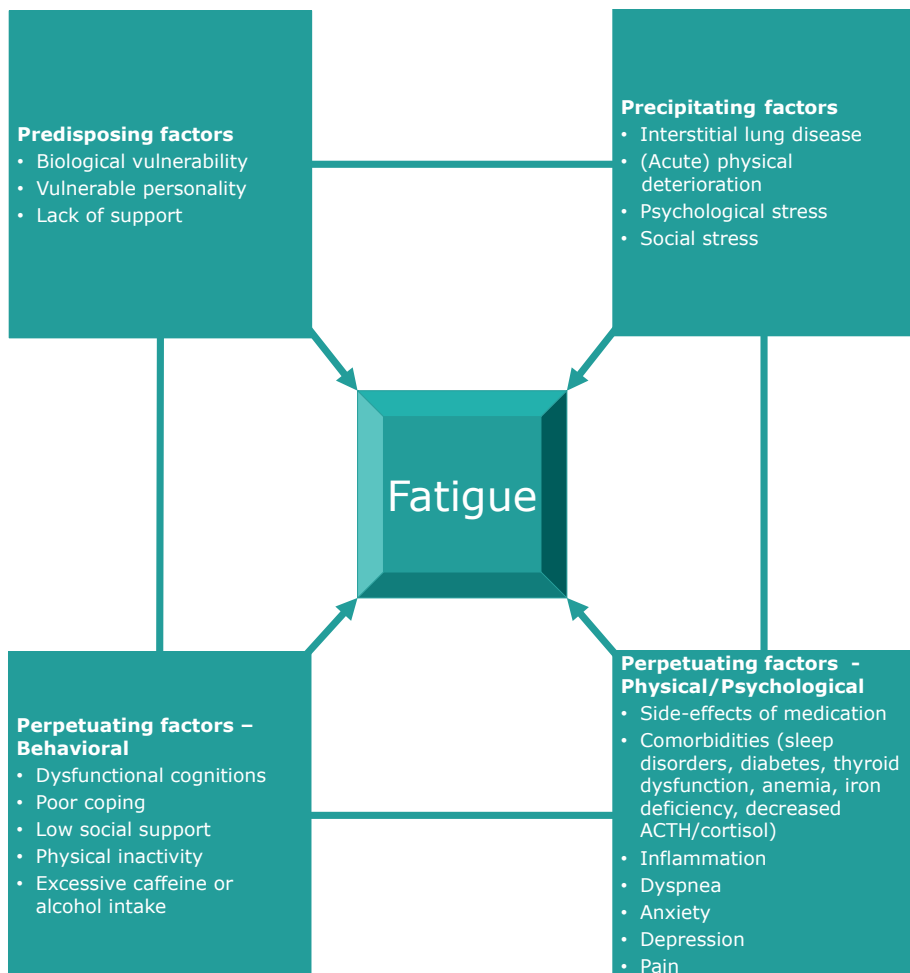 Predisposing factors
• Biological vulnerability
• Vulnerable personality
• Lack of support
Precipitating factors
• Interstitial lung disease
• (Acute) physical
deterioration
• Psychological stress
• Social stress
Fatigue
Perpetuating factors –
Behavioral
• Dysfunctional cognitions
• Poor coping
• Low social support
• Physical inactivity
• Excessive caffeine or
alcohol intake
Perpetuating factors -
Physical/Psychological
• Side-effects of medication
• Comorbidities (sleep
disorders, diabetes, thyroid
dysfunction, anemia, iron
deficiency, decreased
ACTH/cortisol)
• Inflammation
• Dyspnea
• Anxiety
• Depression
• Pain